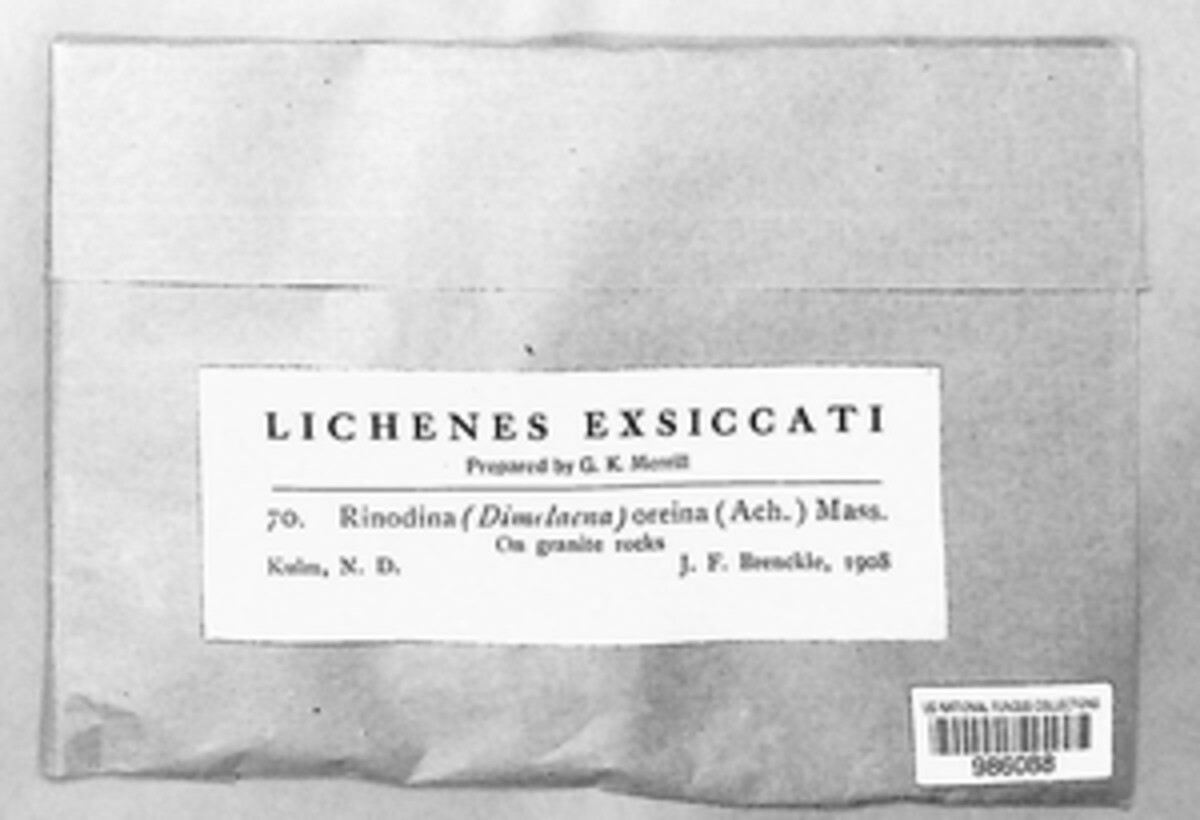 LICHENES EXSICCATI
Prepared by G. K. Merrill
70. Rinodina (Dimelaena) oreina (Ach.) Mass.
On granite rocks
Kulm, N. D. J. F. Brenckle, 1908
US NATIONAL FUNGUS COLLECTIONS
986088